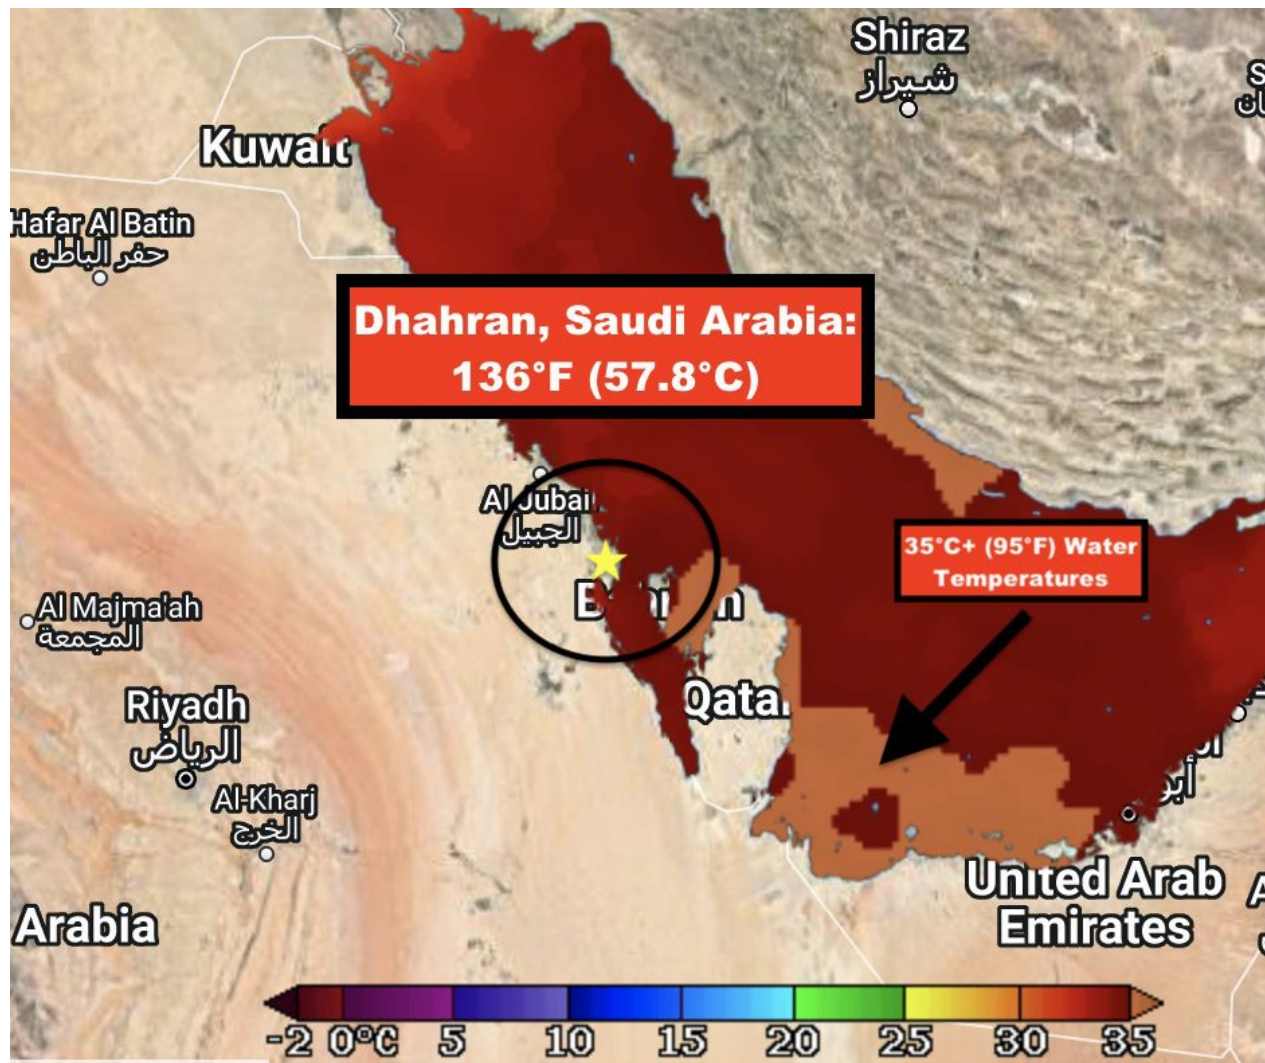 Shiraz
شیراز
Kuwait
Hafar Al Batin
حفر الباطن
Dhahran, Saudi Arabia:
136°F (57.8°C)
Al Jubai
الجبيل
35°C+ (95°F) Water
Temperatures
Al Majma'ah
المجمعة
Qata
Riyadh
الرياض
Al-Kharj
الخرج
United Arab
Emirates
Arabia
-2 0°C 5 10 15 20 25 30 35